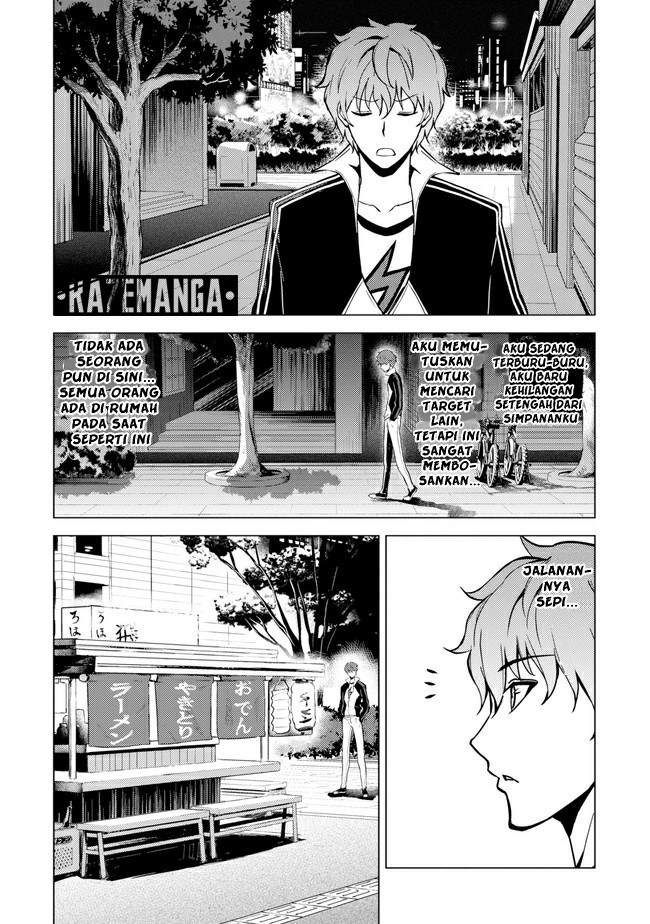 •KAZEMANGA•
AKU SEDANG
TERBURU-BURU,
AKU BARU
KEHILANGAN
SETENGAH DARI
SIMPANANKU
AKU MEMU-
TUSKAN
UNTUK
MENCARI
TARGET
LAIN,
TETAPI INI
SANGAT
MEMBO-
SANKAN...
TIDAK ADA
SEORANG
PUN DI SINI...
SEMUA ORANG
ADA DI RUMAH
PADA SAAT
SEPERTI INI
JALANAN-
NYA
SEPI...
おでん
やきとり
ラーメン